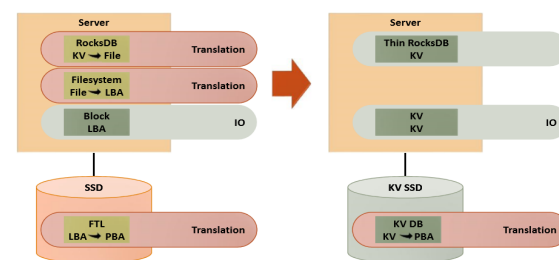 Server
RocksDB
KV → File
Translation
Filesystem
File → LBA
Translation
Block
LBA
IO
SSD
FTL
LBA → PBA
Translation
Server
Thin RocksDB
KV
KV
KV
IO
KV SSD
KV DB
KV → PBA
Translation